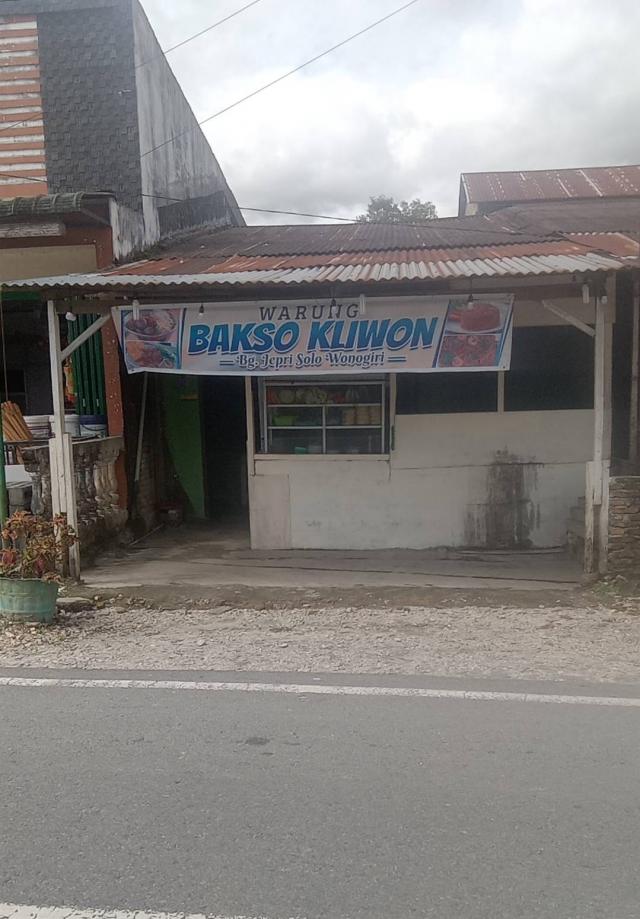 WARUNG
BAKSO KLIWON
Bg. Jepri Solo Wonogiri